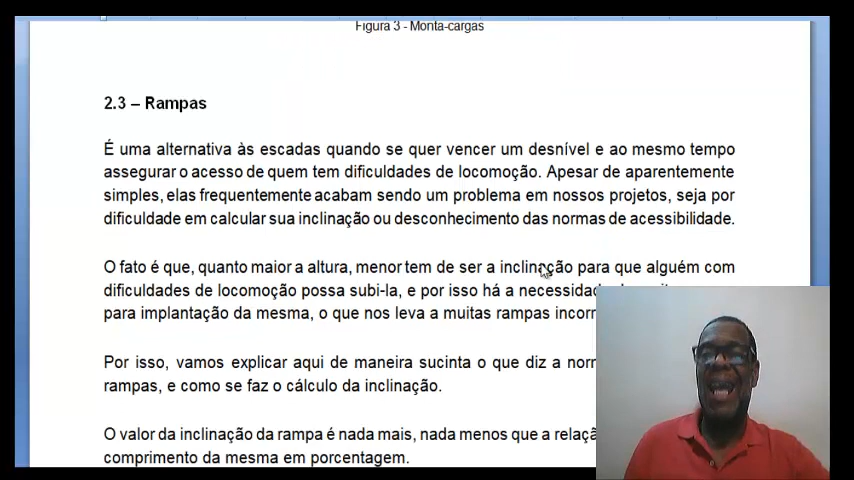 Figura 3 - Monta-cargas
2.3 – Rampas
É uma alternativa às escadas quando se quer vencer um desnível e ao mesmo tempo
assegurar o acesso de quem tem dificuldades de locomoção. Apesar de aparentemente
simples, elas frequentemente acabam sendo um problema em nossos projetos, seja por
dificuldade em calcular sua inclinação ou desconhecimento das normas de acessibilidade.
O fato é que, quanto maior a altura, menor tem de ser a inclinação para que alguém com
dificuldades de locomoção possa subi-la, e por isso há a
para implantação da mesma, o que nos leva a muitas rampas
Por isso, vamos explicar aqui de maneira sucinta o que diz a
rampas, e como se faz o cálculo da inclinação.
O valor da inclinação da rampa é nada mais, nada menos que a
comprimento da mesma em porcentagem.